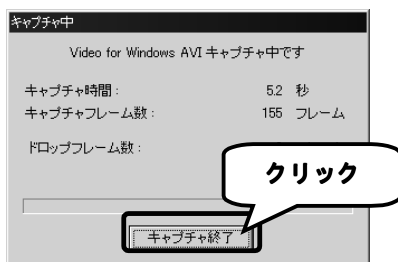 キャプチャ中
Video for Windows AVI キャプチャ中です
キャプチャ時間 : 5.2 秒
キャプチャフレーム数 : 155 フレーム
ドロップフレーム数 :
クリック
キャプチャ終了